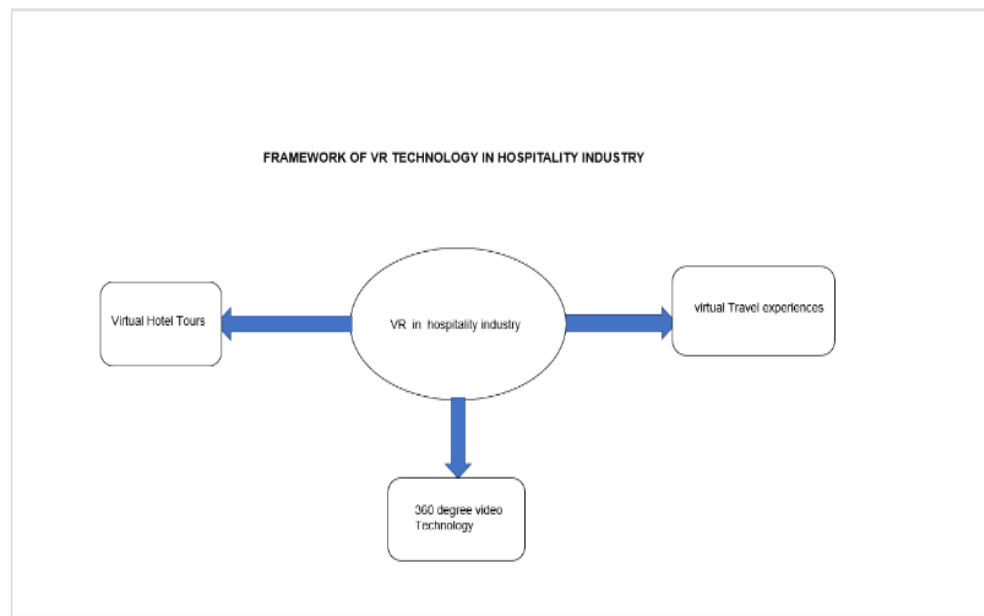 FRAMEWORK OF VR TECHNOLOGY IN HOSPITALITY INDUSTRY
Virtual Hotel Tours
VR in hospitality industry
virtual Travel experiences
360 degree video
Technology